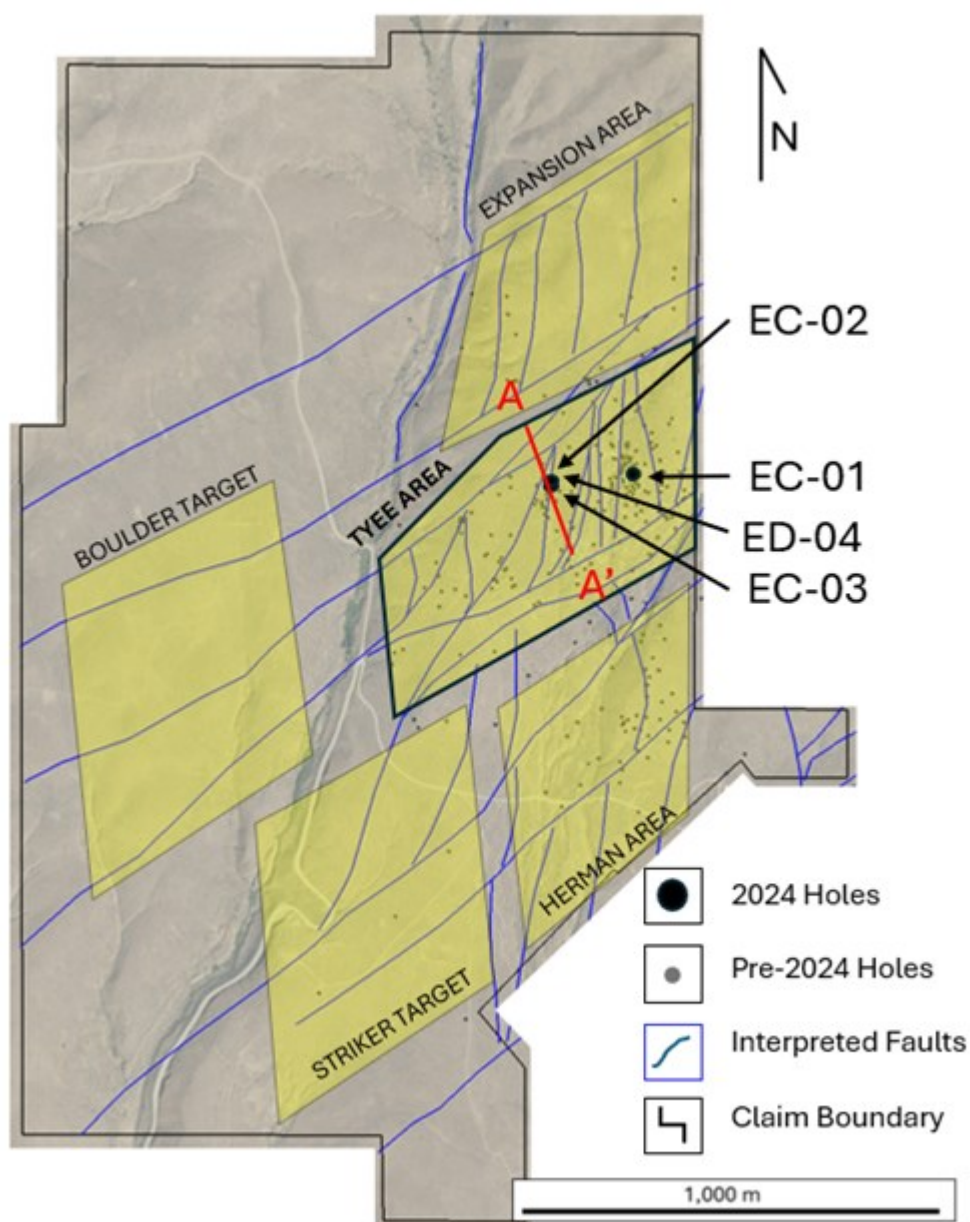 N
EXPANSION AREA
EC-02
A
BOULDER TARGET
TYEE AREA
EC-01
ED-04
A’
EC-03
HERMAN AREA
2024 Holes
Pre-2024 Holes
STRIKER TARGET
Interpreted Faults
Claim Boundary
1,000 m